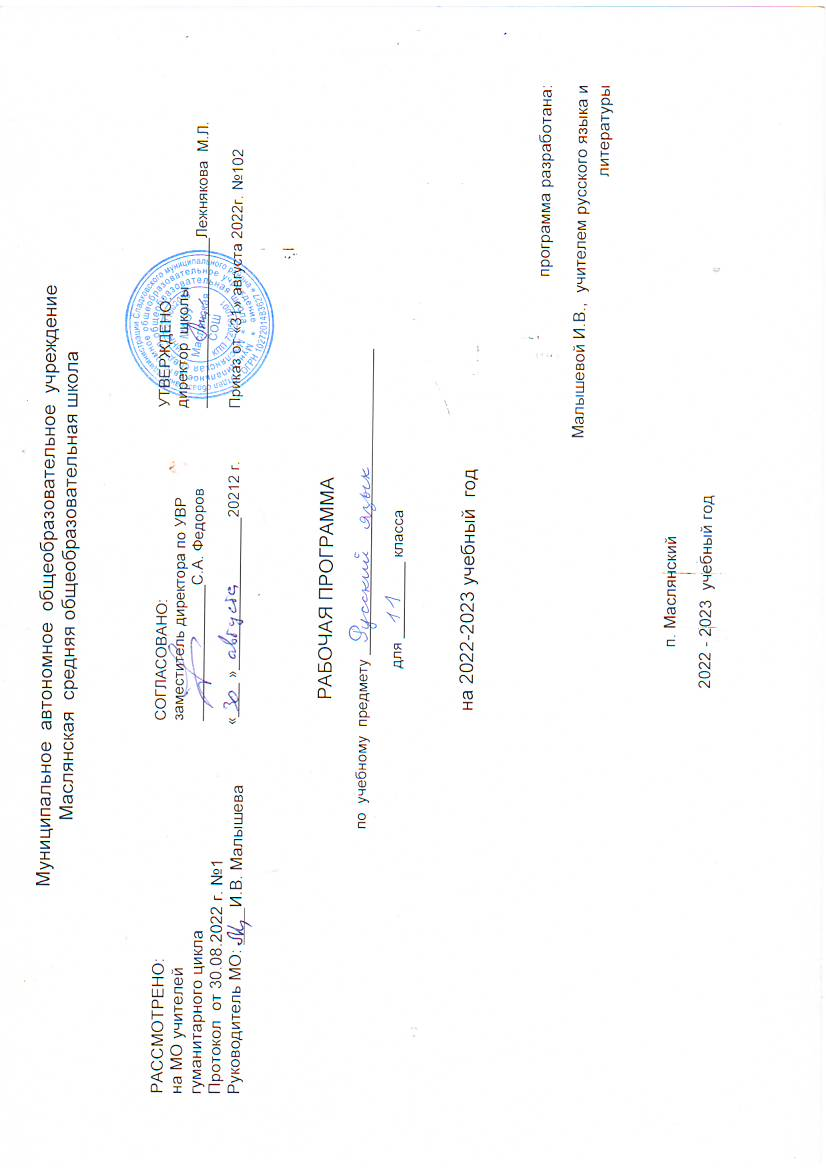 Муниципальное автономное общеобразовательное учреждение
Маслянская средняя общеобразовательная школа
РАССМОТРЕНО:
на МО учителей
гуманитарного цикла
Протокол от 30.08.2022 г. №1
Руководитель МО: И.В. Малышева
СОГЛАСОВАНО:
заместитель директора по УВР
С.А. Федоров
« 30 » августа 20212 г.
УТВЕРЖДЕНО:
директор школы
Лежнякова М.Л.
Приказ от «31» августа 2022г. №102
РАБОЧАЯ ПРОГРАММА
по учебному предмету Русский язык
для 11 класса
на 2022-2023 учебный год
программа разработана:
Малышевой И.В., учителем русского языка и
литературы
п. Маслянский
2022 - 2023 учебный год